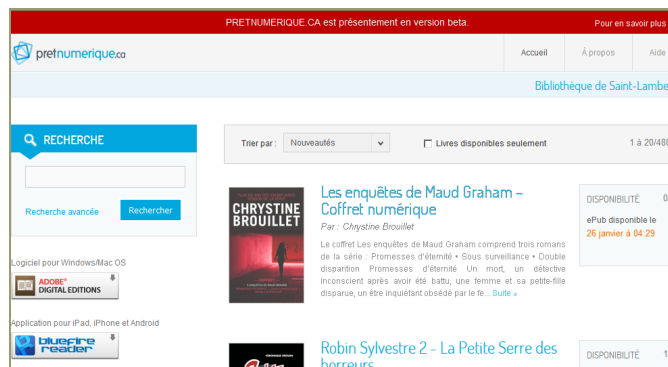 PRETNUMERIQUE.CA est présentement en version beta.
Pour en savoir plus
pretnumerique.ca
Accueil
À propos
Aide
Bibliothèque de Saint-Lambe
RECHERCHE
Recherche avancée
Rechercher
Logiciel pour Windows/Mac OS
ADOBE®
DIGITAL EDITIONS
Application pour iPad, iPhone et Android
bluefire
reader
Trier par :
Nouveautés
Livres disponibles seulement
1 à 20/488
CHRYSTINE
BROUILLET
Les enquêtes de Maud Graham –
Coffret numérique
Par : Chrystine Brouillet
Le coffret Les enquêtes de Maud Graham comprend trois romans
de la série : Promesses d'éternité • Sous surveillance • Double
disparition Promesses d'éternité Un mort, un détective
inconscient après avoir été battu, une femme et sa petite-fille
disparue, un être inquiétant obsédé par le fe... Suite »
DISPONIBILITÉ 0
ePub disponible le
26 janvier à 04:29
Robin Sylvestre 2 - La Petite Serre des
horreurs
DISPONIBILITÉ 1